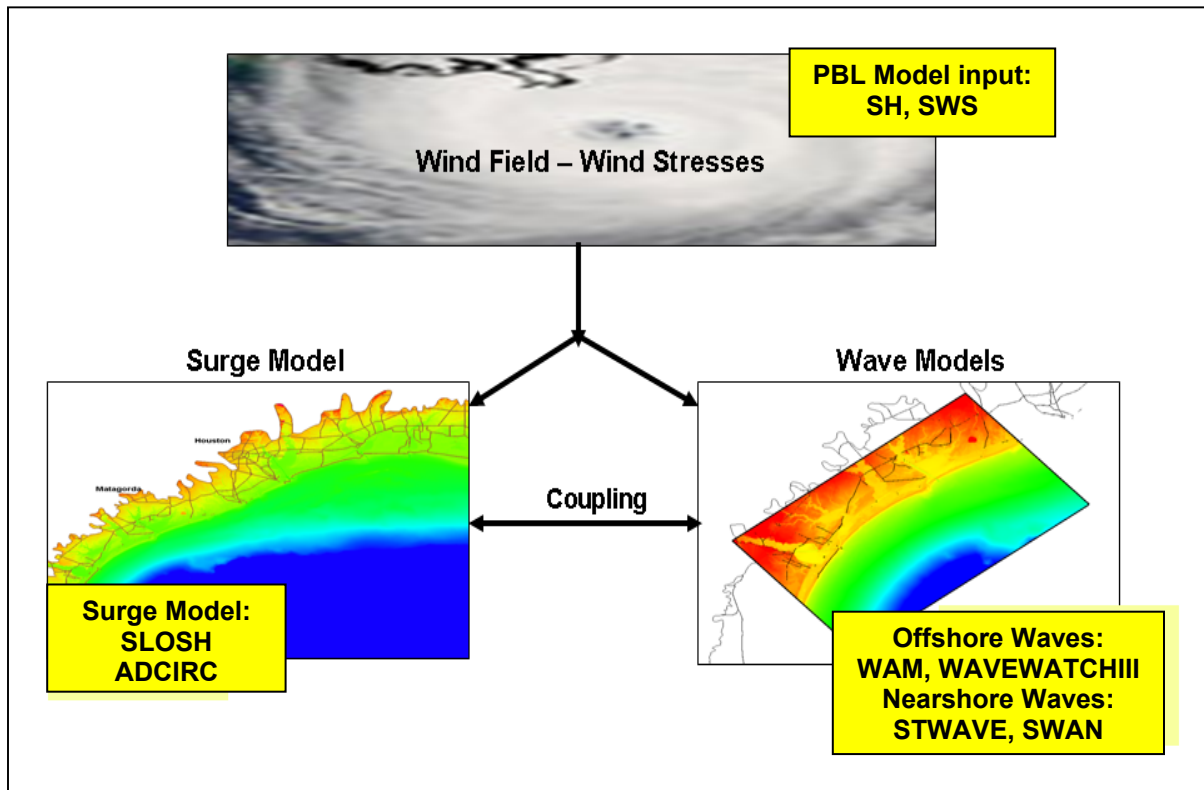 PBL Model input:
SH, SWS
Wind Field – Wind Stresses
Surge Model
Wave Models
Houston
Matagorda
Coupling
Surge Model:
SLOSH
ADCIRC
Offshore Waves:
WAM, WAVEWATCHIII
Nearshore Waves:
STWAVE, SWAN